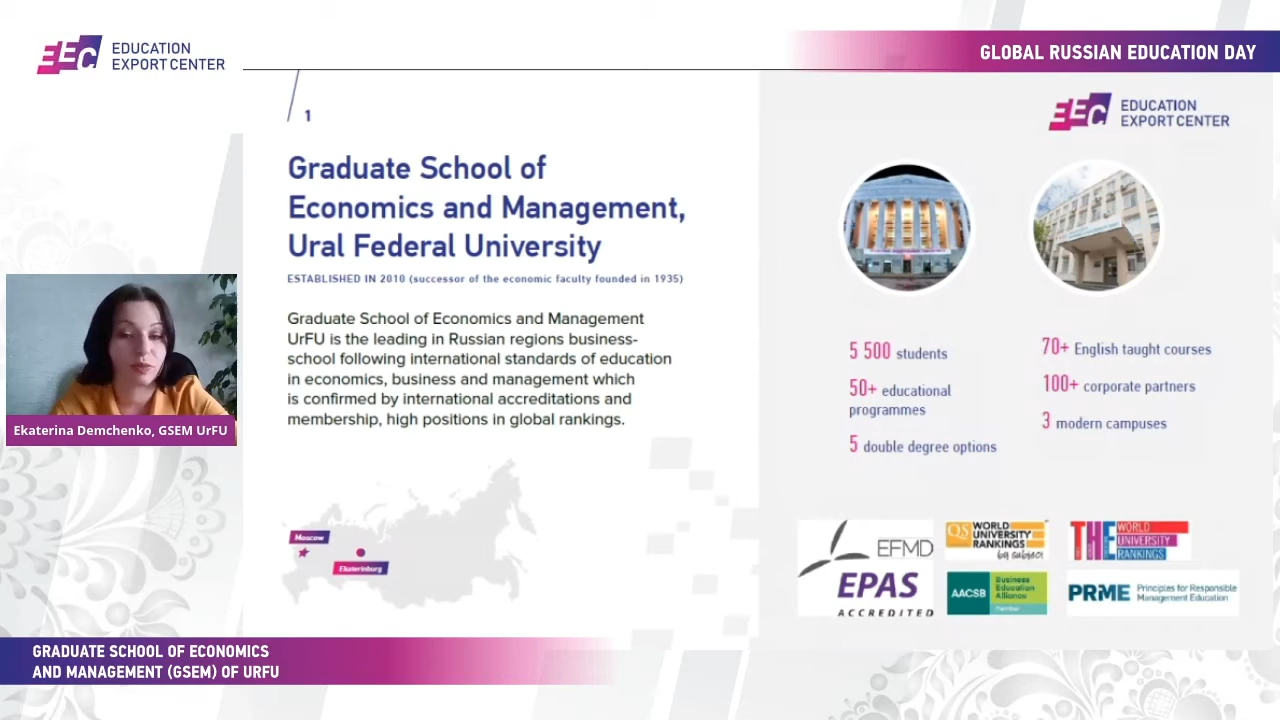 EEC EDUCATION
EXPORT CENTER
GLOBAL RUSSIAN EDUCATION DAY
1
EEC EDUCATION
EXPORT CENTER
Graduate School of
Economics and Management,
Ural Federal University
ESTABLISHED IN 2010 (successor of the economic faculty founded in 1935)
Graduate School of Economics and Management
UrFU is the leading in Russian regions business-
school following international standards of education
in economics, business and management which
is confirmed by international accreditations and
membership, high positions in global rankings.
Moscow
Ekaterinburg
5 500 students
50+ educational
programmes
5 double degree options
70+ English taught courses
100+ corporate partners
3 modern campuses
EFMD
EPAS
ACCREDITED
QS WORLD
UNIVERSITY
RANKINGS
by subject
THE WORLD
UNIVERSITY
RANKINGS
AACSB Business
Education
Alliance
Member
PRME Principles for Responsible
Management Education
Ekaterina Demchenko, GSEM UrFU
GRADUATE SCHOOL OF ECONOMICS
AND MANAGEMENT (GSEM) OF URFU